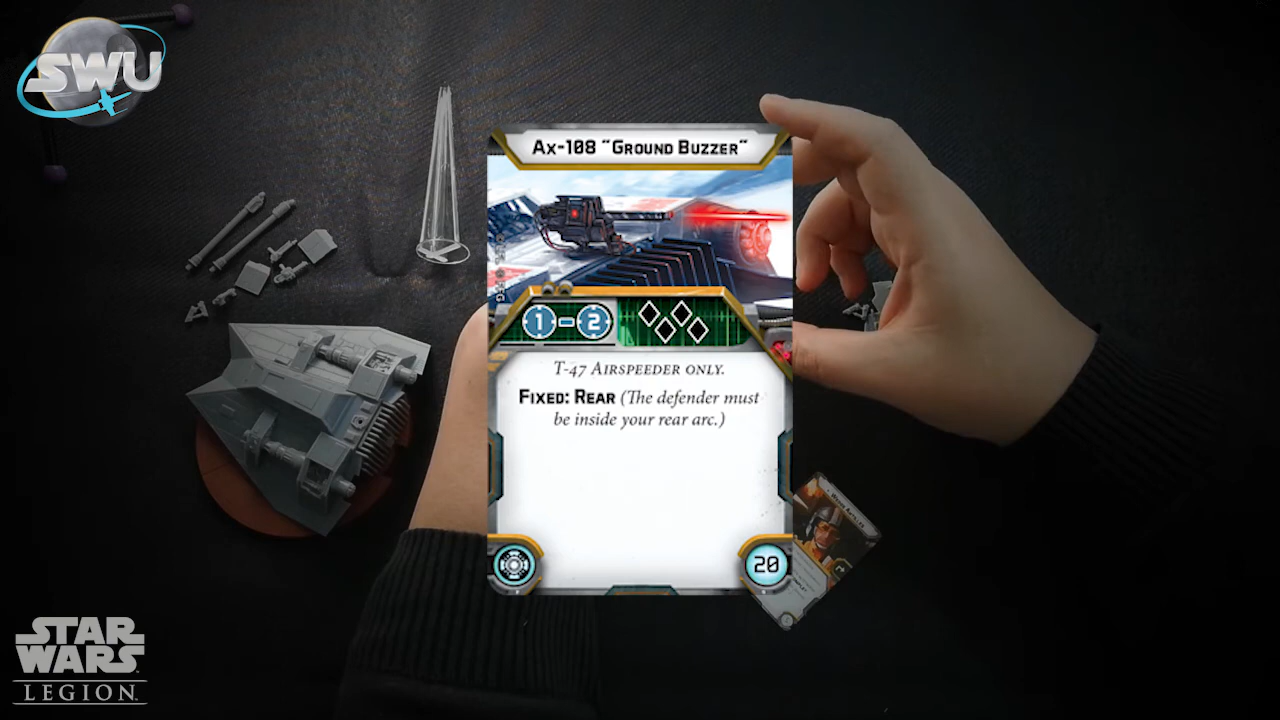 SWU
Ax-108 "Ground Buzzer"
1-2
T-47 Airspeeder only.
Fixed: Rear (The defender must
be inside your rear arc.)
20
STAR
WARS
LEGION